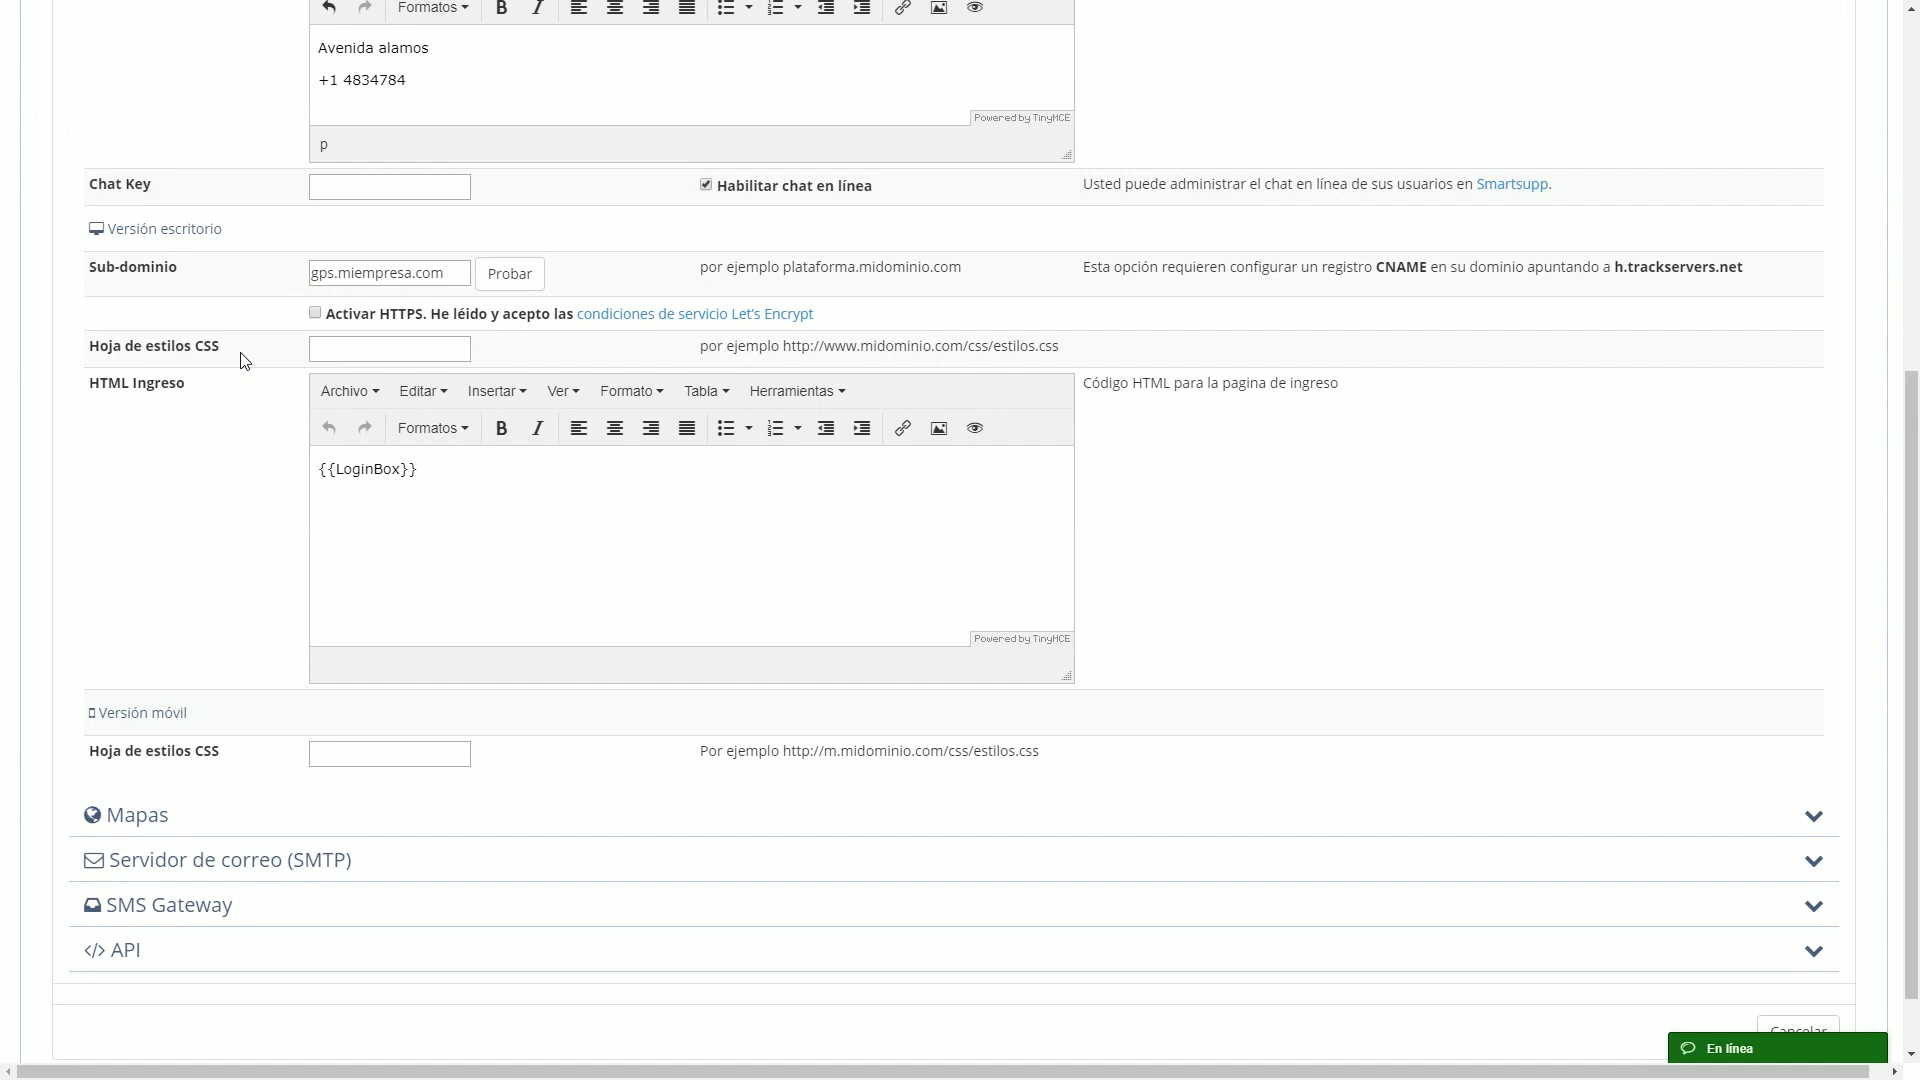 Formatos B I
Avenida alamos
+1 4834784
Powered by TinyMCE
p
Chat Key Habilitar chat en línea Usted puede administrar el chat en línea de sus usuarios en Smartsupp.
Versión escritorio
Sub-dominio gps.miempresa.com Probar por ejemplo plataforma.midominio.com Esta opción requieren configurar un registro CNAME en su dominio apuntando a h.trackservers.net
Activar HTTPS. He léido y acepto las condiciones de servicio Let's Encrypt
Hoja de estilos CSS por ejemplo http://www.midominio.com/css/estilos.css
HTML Ingreso Archivo Editar Insertar Ver Formato Tabla Herramientas Código HTML para la pagina de ingreso
Formatos B I
{{LoginBox}}
Powered by TinyMCE
Versión móvil
Hoja de estilos CSS Por ejemplo http://m.midominio.com/css/estilos.css
Mapas
Servidor de correo (SMTP)
SMS Gateway
</> API
Cancelar
En línea